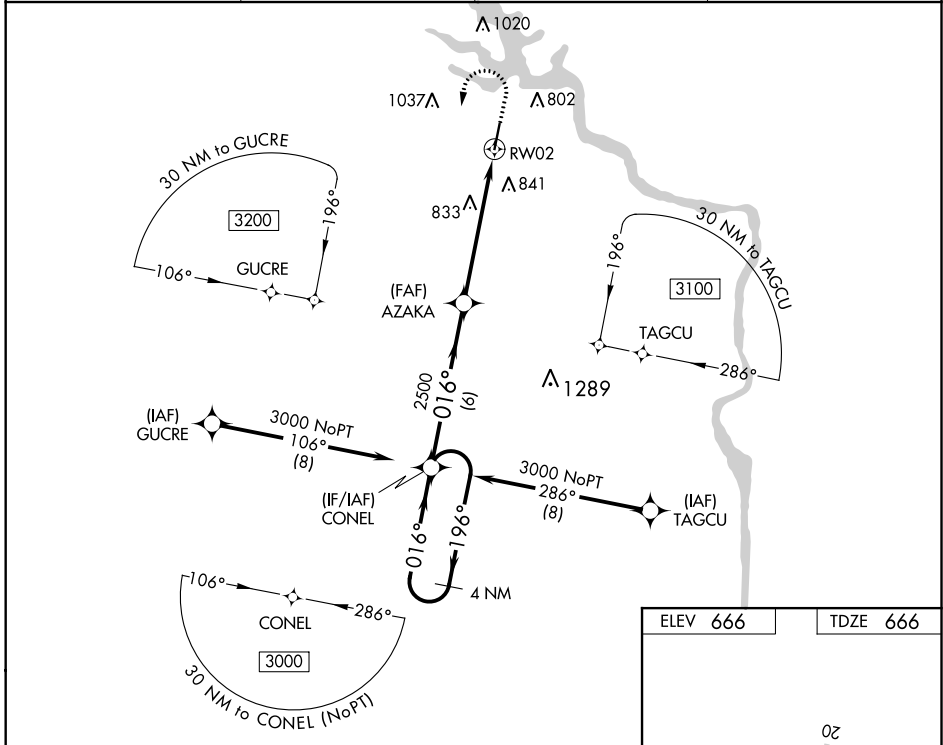 1020
1037
802
RW02
841
833
30 NM to GUCRE
3200
196°
106°
GUCRE
30 NM to TAGCU
196°
3100
TAGCU
286°
(FAF)
AZAKA
1289
2500
016°
(6)
(IAF)
GUCRE
3000 NoPT
106°
(8)
(IF/IAF)
CONEL
3000 NoPT
286°
(8)
(IAF)
TAGCU
016°
196°
4 NM
106°
286°
CONEL
3000
30 NM to CONEL (NoPT)
ELEV 666
TDZE 666
20